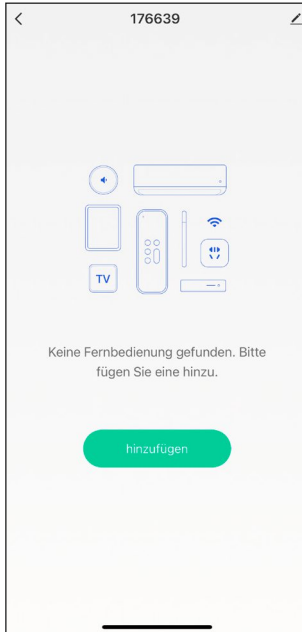 176639
TV
Keine Fernbedienung gefunden. Bitte
fügen Sie eine hinzu.
hinzufügen